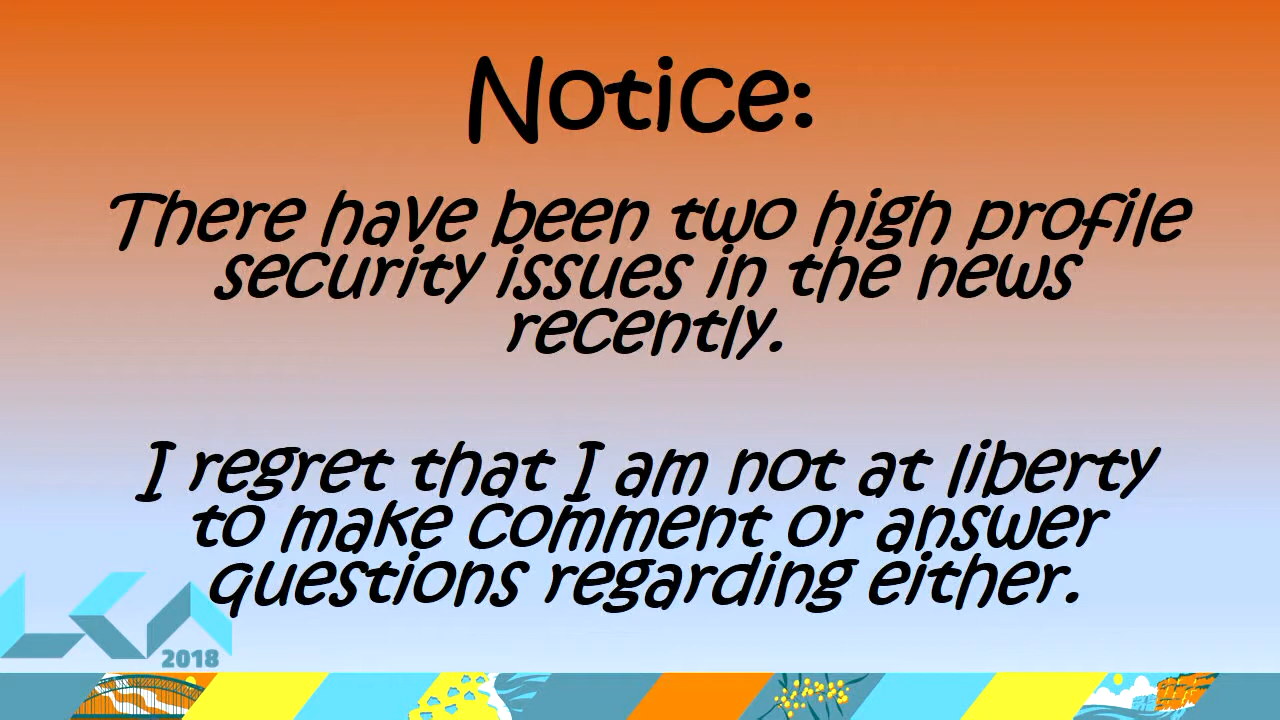 Notice:
There have been two high profile
security issues in the news
recently.
I regret that I am not at liberty
to make comment or answer
questions regarding either.
LCA
2018